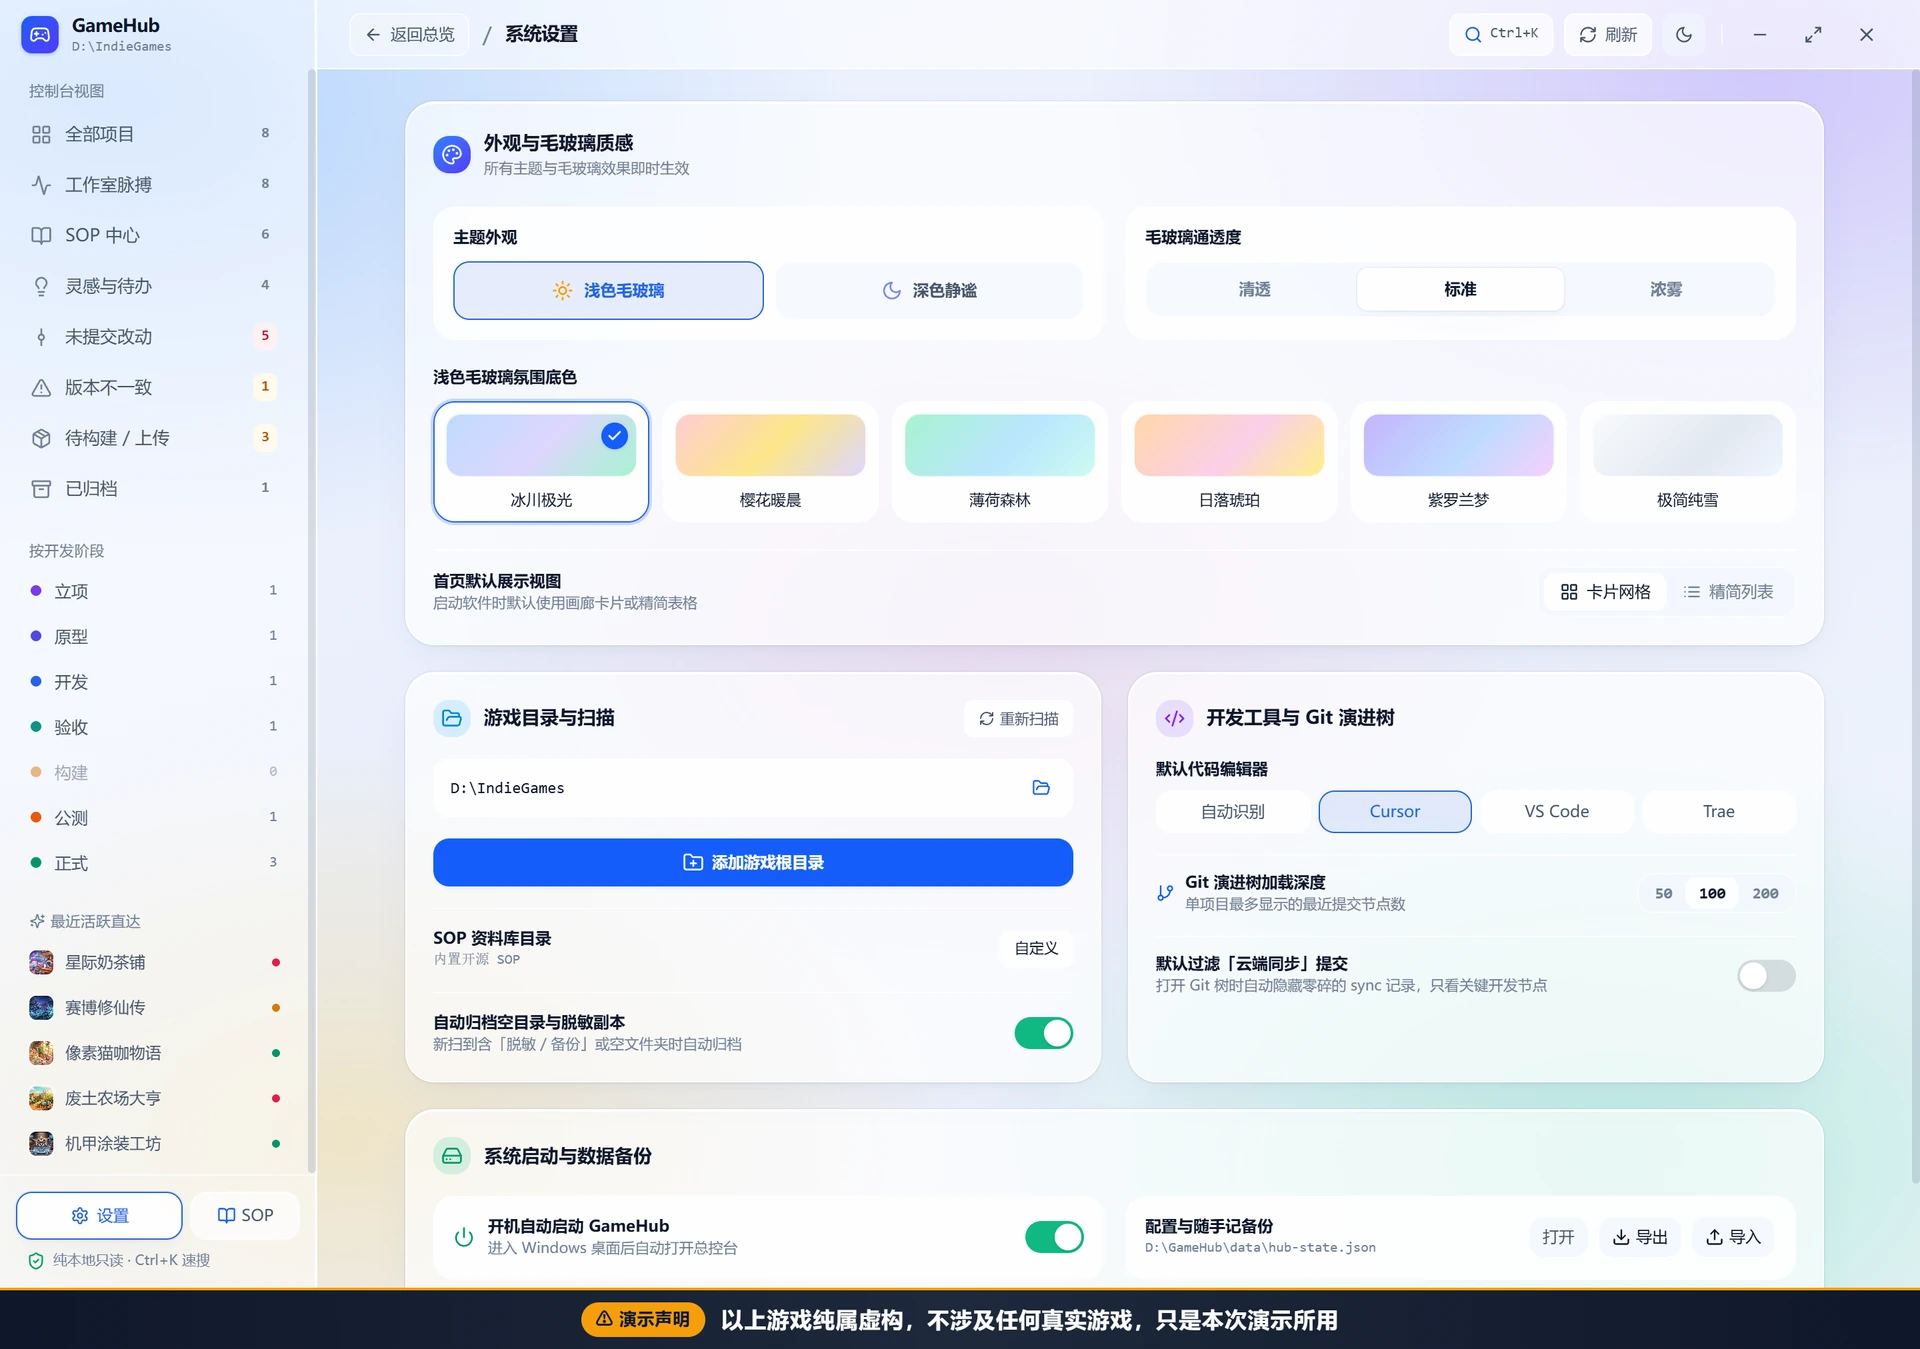 GameHub
D:\IndieGames
控制台视图
全部项目 8
工作室脉搏 8
SOP 中心 6
灵感与待办 4
未提交改动 5
版本不一致 1
待构建 / 上传 3
已归档 1
按开发阶段
立项 1
原型 1
开发 1
验收 1
构建 0
公测 1
正式 3
最近活跃直达
星际奶茶铺
赛博修仙传
像素猫咖物语
废土农场大亨
机甲涂装工坊
设置 SOP
纯本地只读 · Ctrl+K 速搜
返回总览 / 系统设置
Ctrl+K 刷新
外观与毛玻璃质感
所有主题与毛玻璃效果即时生效
主题外观
浅色毛玻璃 深色静谧
毛玻璃通透度
清透 标准 浓雾
浅色毛玻璃氛围底色
冰川极光 樱花暖晨 薄荷森林 日落琥珀 紫罗兰梦 极简纯雪
首页默认展示视图
启动软件时默认使用画廊卡片或精简表格
卡片网格 精简列表
游戏目录与扫描 重新扫描
D:\IndieGames
添加游戏根目录
SOP 资料库目录
内置开源 SOP
自定义
自动归档空目录与脱敏副本
新扫到含「脱敏 / 备份」或空文件夹时自动归档
开发工具与 Git 演进树
默认代码编辑器
自动识别 Cursor VS Code Trae
Git 演进树加载深度
单项目最多显示的最近提交节点数
50 100 200
默认过滤「云端同步」提交
打开 Git 树时自动隐藏零碎的 sync 记录，只看关键开发节点
系统启动与数据备份
开机自动启动 GameHub
进入 Windows 桌面后自动打开总控台
配置与随手记备份
D:\GameHub\data\hub-state.json
打开 导出 导入
演示声明 以上游戏纯属虚构，不涉及任何真实游戏，只是本次演示所用